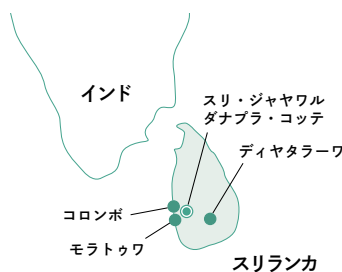 インド
スリ・ジャヤワル
ダナプラ・コッテ
ディヤタラーワ
コロンボ
モラトゥワ
スリランカ